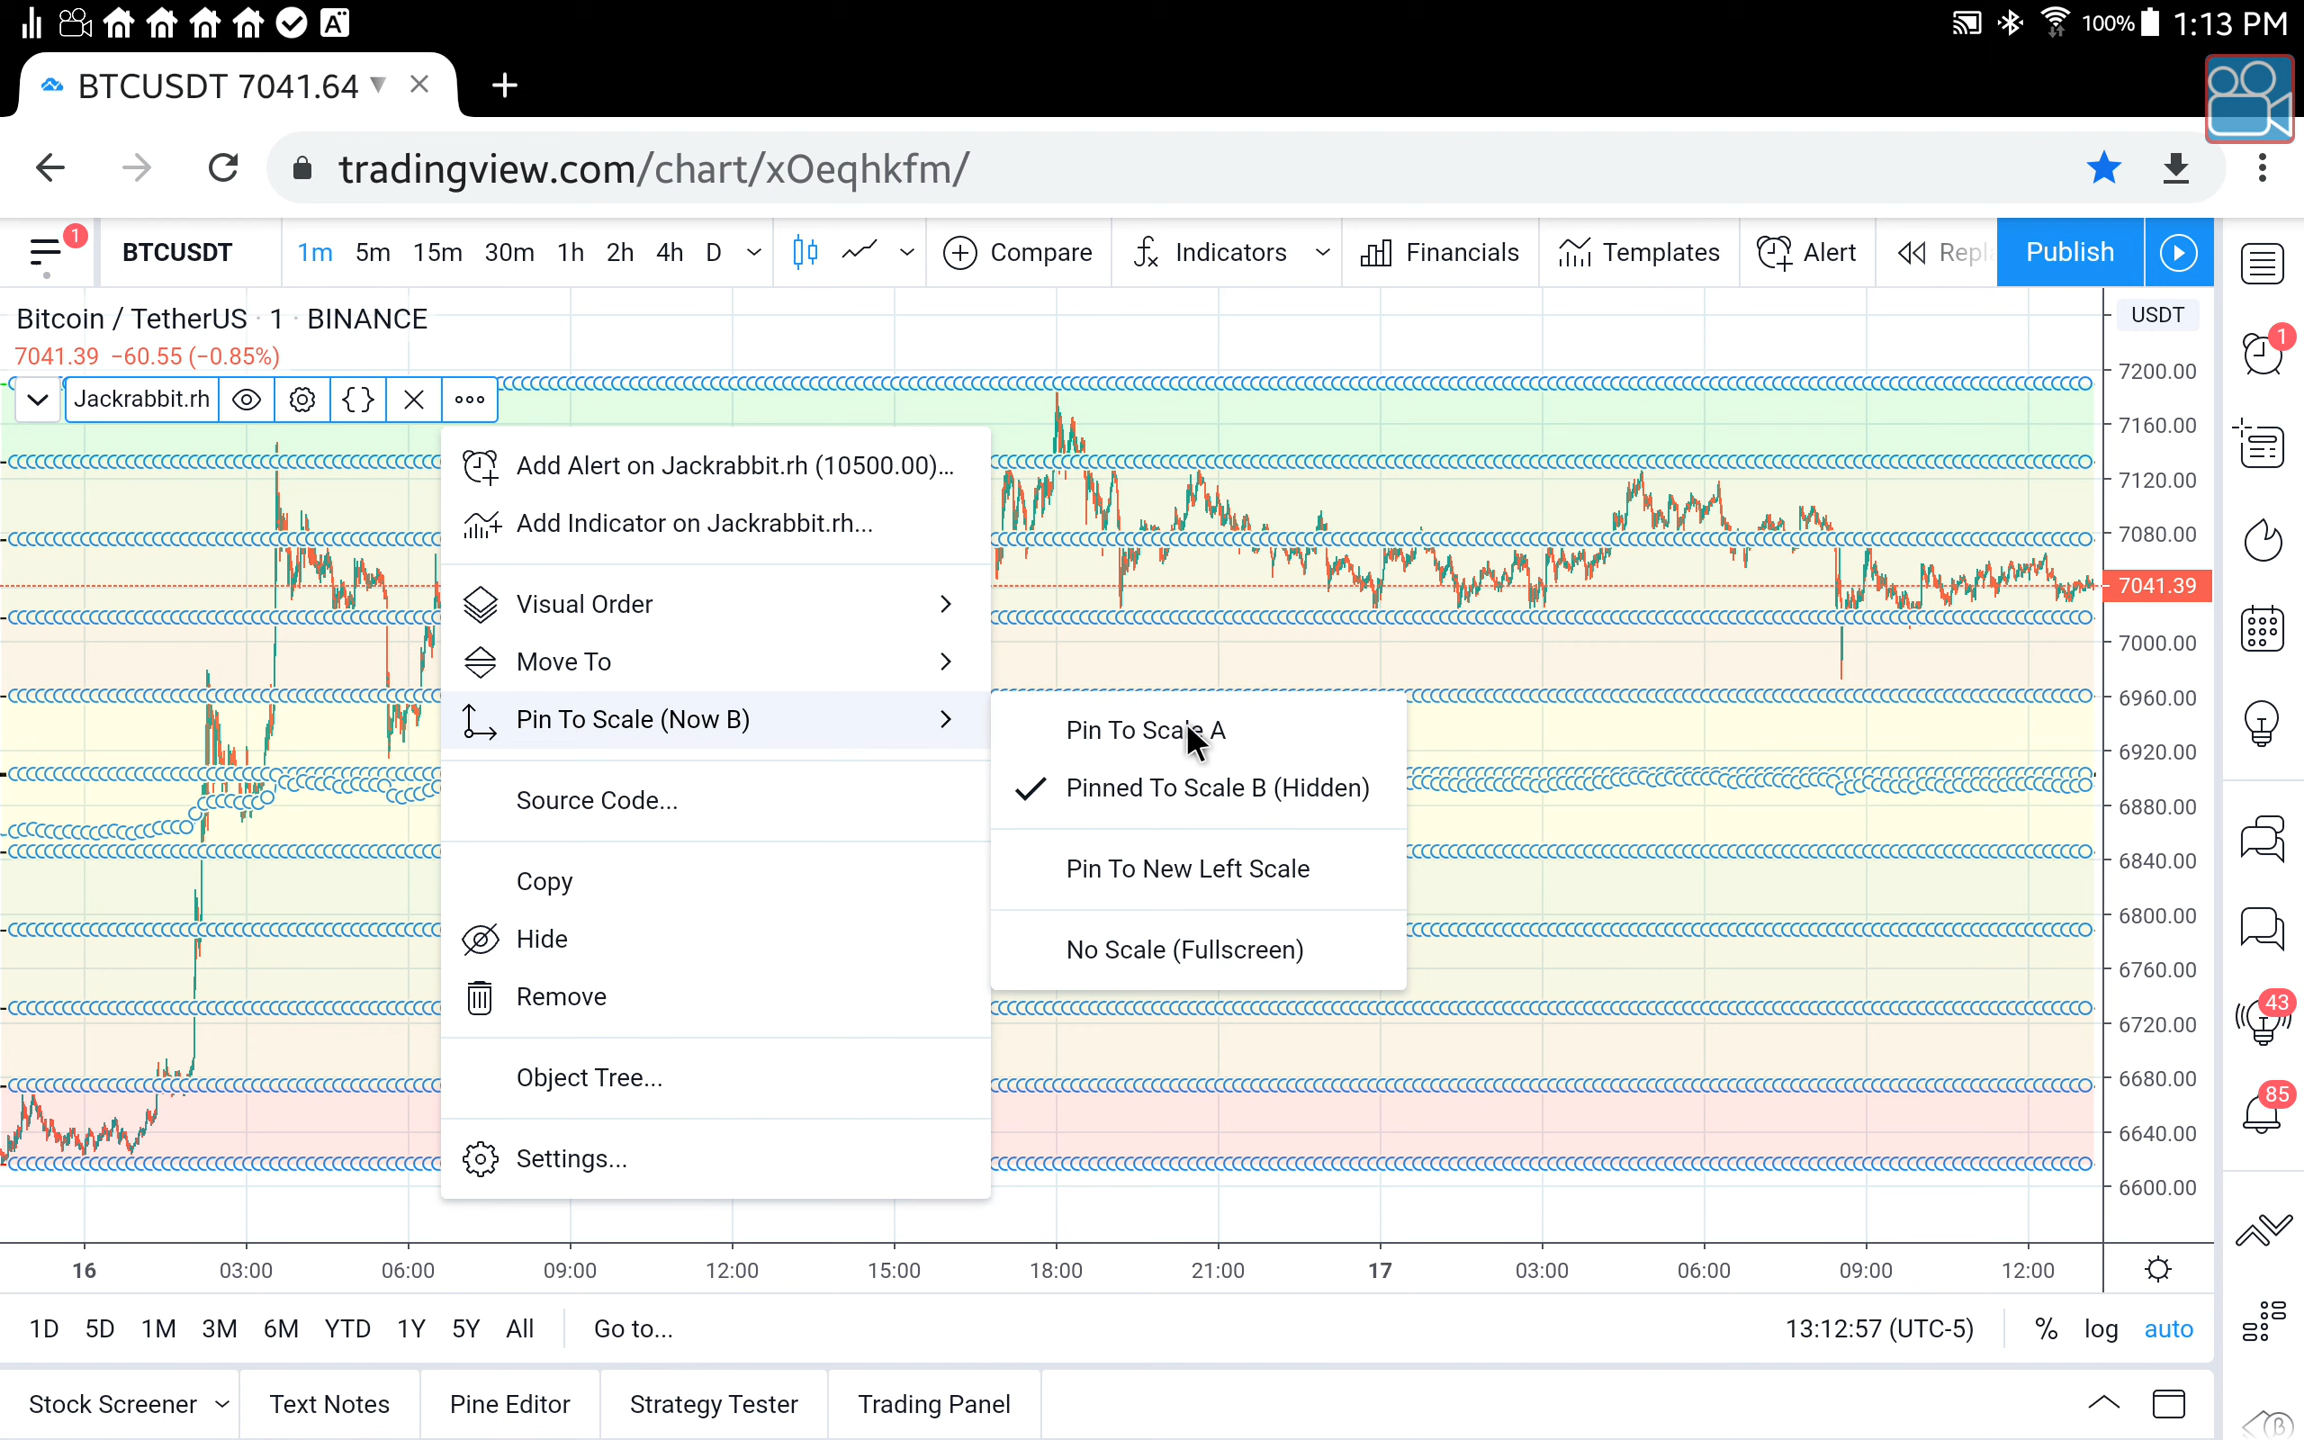 100% 1:13 PM
BTCUSDT 7041.64
tradingview.com/chart/xOeqhkfm/
1 BTCUSDT 1m 5m 15m 30m 1h 2h 4h D Compare Indicators Financials Templates Alert Repl Publish
Bitcoin / TetherUS · 1 · BINANCE
USDT
7041.39 −60.55 (−0.85%)
1
7200.00
Jackrabbit.rh
7160.00
Add Alert on Jackrabbit.rh (10500.00)...
7120.00
Add Indicator on Jackrabbit.rh...
7080.00
7041.39
Visual Order
7000.00
Move To
6960.00
Pin To Scale (Now B)
Pin To Scale A
6920.00
Pinned To Scale B (Hidden)
Source Code...
6880.00
6840.00
Pin To New Left Scale
Copy
6800.00
Hide
No Scale (Fullscreen)
6760.00
Remove
43
6720.00
Object Tree...
6680.00
85
6640.00
Settings...
6600.00
16 03:00 06:00 09:00 12:00 15:00 18:00 21:00 17 03:00 06:00 09:00 12:00
1D 5D 1M 3M 6M YTD 1Y 5Y All Go to... 13:12:57 (UTC-5) % log auto
Stock Screener Text Notes Pine Editor Strategy Tester Trading Panel
β